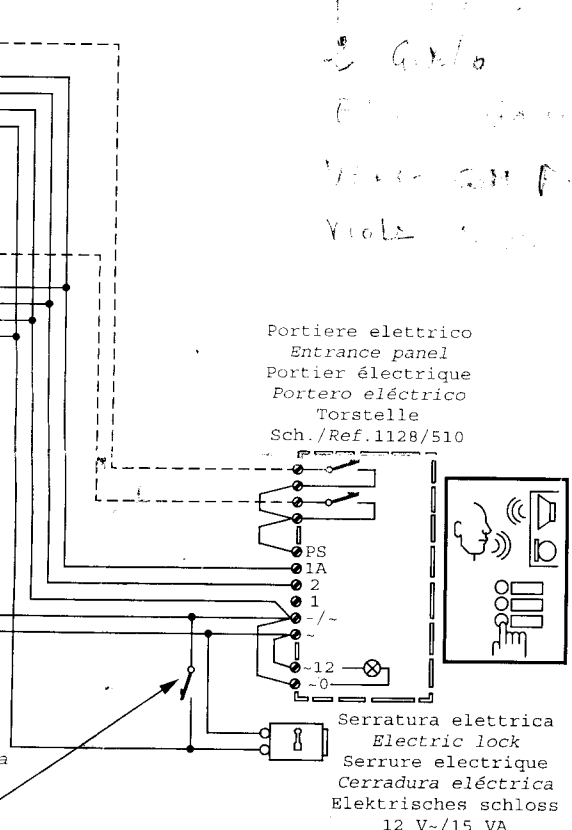 Portiere elettrico
Entrance panel
Portier électrique
Portero eléctrico
Torstelle
Sch./Ref.1128/510
PS
1A
2
1
-/~
~
~12
~0
Serratura elettrica
Electric lock
Serrure electrique
Cerradura eléctrica
Elektrisches schloss
12 V~/15 VA
a